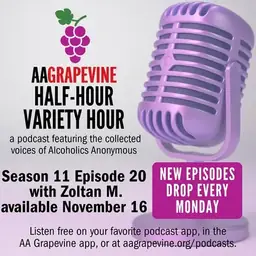 AAGRAPEVINE
HALF-HOUR
VARIETY HOUR
a podcast featuring the collected
voices of Alcoholics Anonymous
Season 11 Episode 20
with Zoltan M.
available November 16
NEW EPISODES
DROP EVERY
MONDAY
Listen free on your favorite podcast app, in the
AA Grapevine app, or at aagrapevine.org/podcasts.